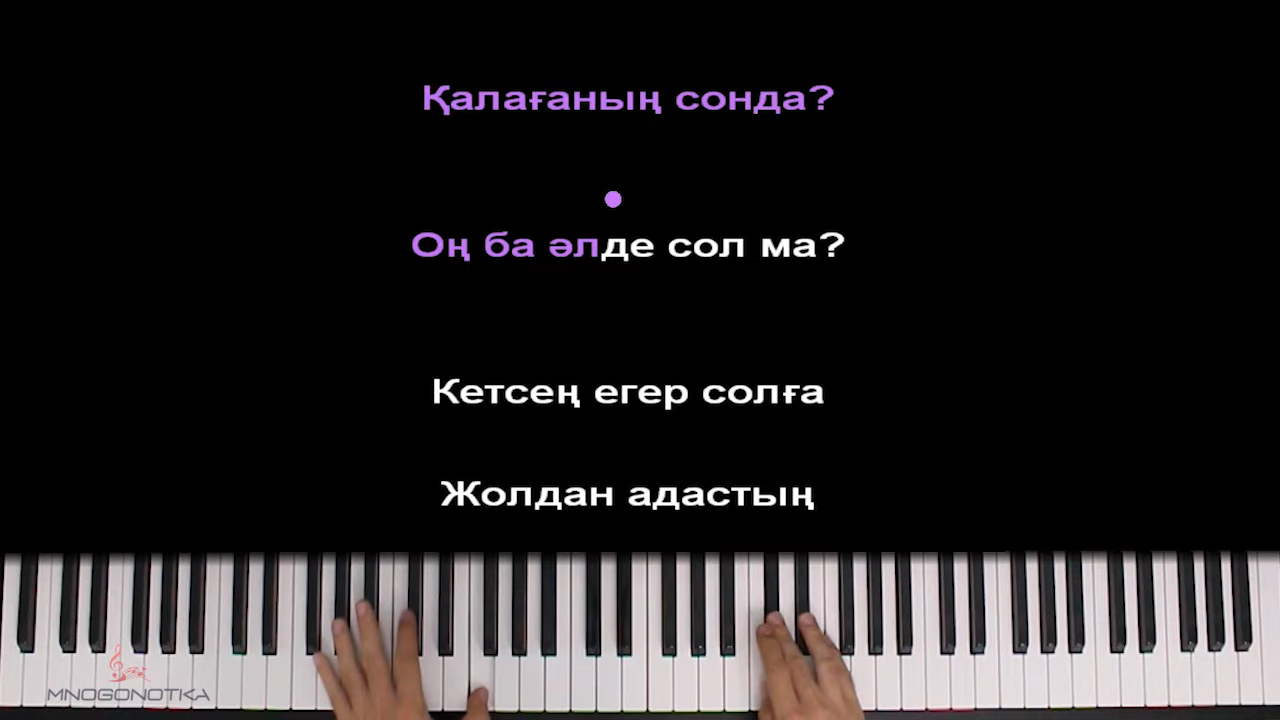 Қалағаның сонда?
Оң ба әлде сол ма?
Кетсең егер солға
Жолдан адастың
MNOGONOTKA